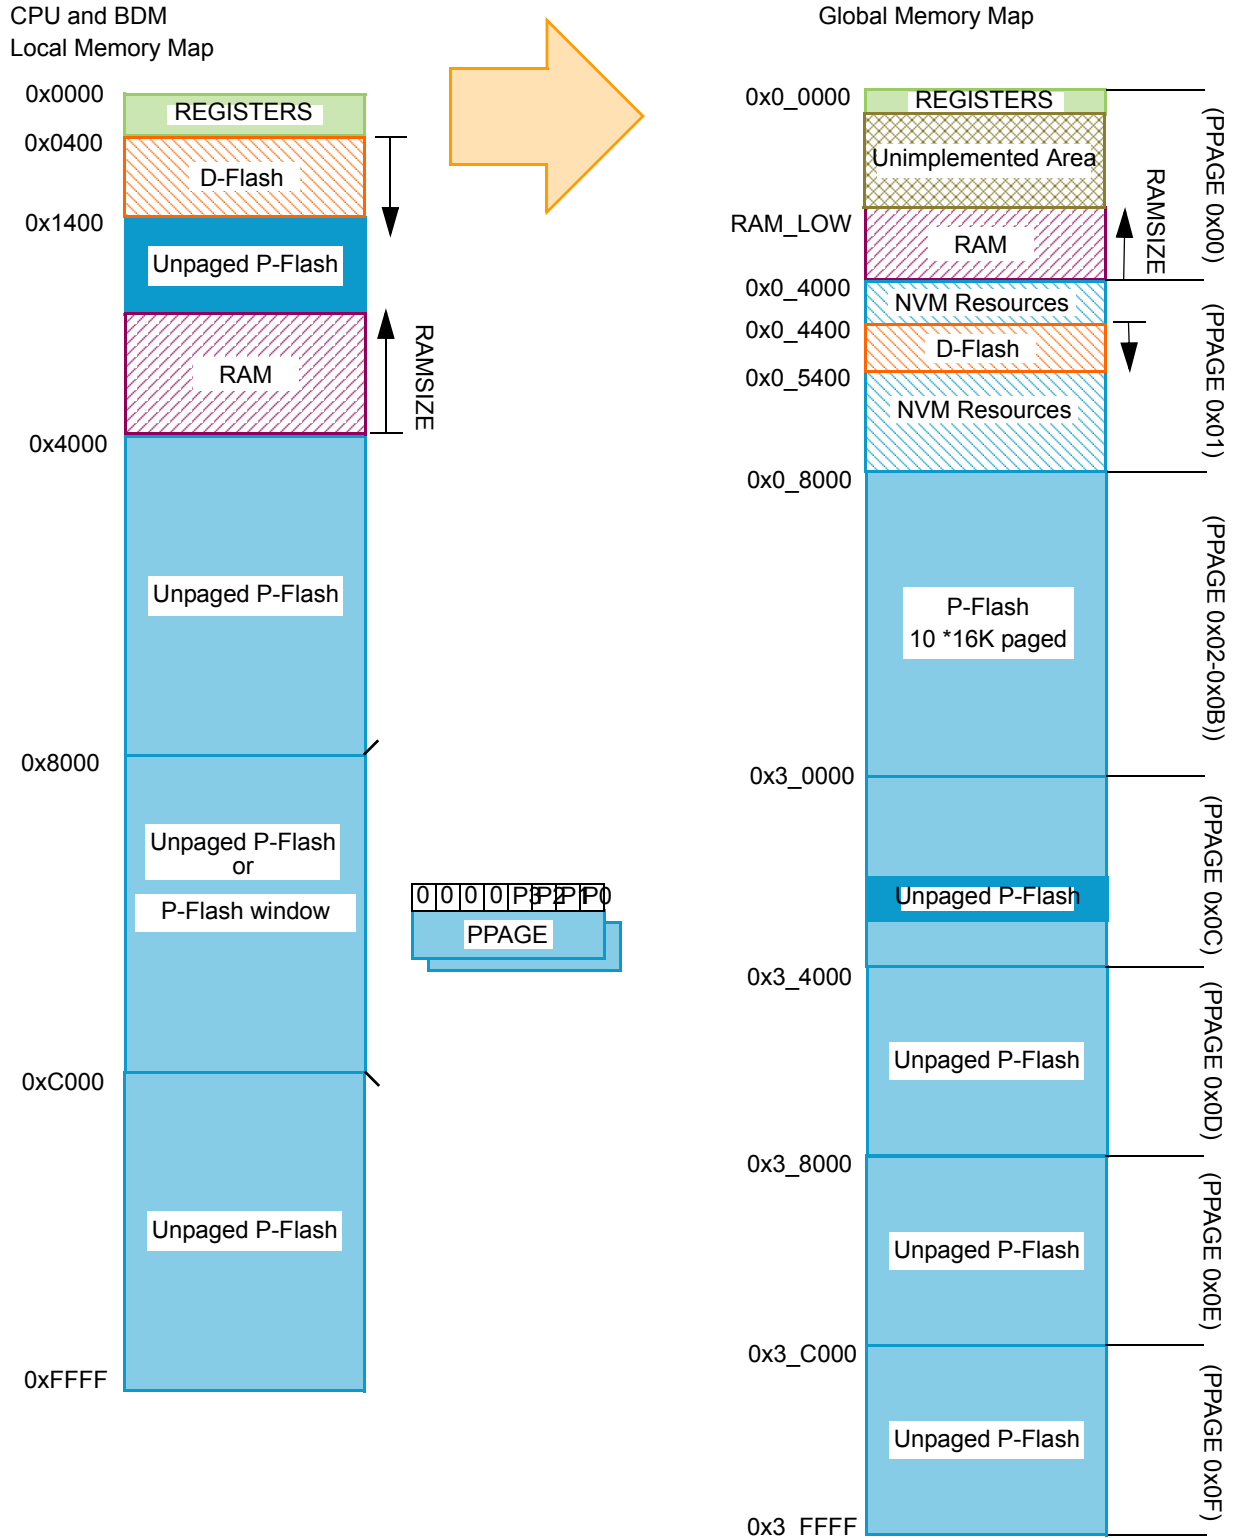 CPU and BDM
Local Memory Map
0x0000
REGISTERS
0x0400
D-Flash
0x1400
Unpaged P-Flash
RAM
RAMSIZE
0x4000
Unpaged P-Flash
0x8000
Unpaged P-Flash
or
P-Flash window
0 0 0 0 P3 P2 P1 P0
PPAGE
0xC000
Unpaged P-Flash
0xFFFF
Global Memory Map
0x0_0000
REGISTERS
Unimplemented Area
(PPAGE 0x00)
RAM_LOW
RAM
RAMSIZE
0x0_4000
NVM Resources
0x0_4400
D-Flash
(PPAGE 0x01)
0x0_5400
NVM Resources
0x0_8000
P-Flash
10 *16K paged
(PPAGE 0x02-0x0B))
0x3_0000
Unpaged P-Flash
(PPAGE 0x0C)
0x3_4000
Unpaged P-Flash
(PPAGE 0x0D)
0x3_8000
Unpaged P-Flash
(PPAGE 0x0E)
0x3_C000
Unpaged P-Flash
(PPAGE 0x0F)
0x3_FFFF